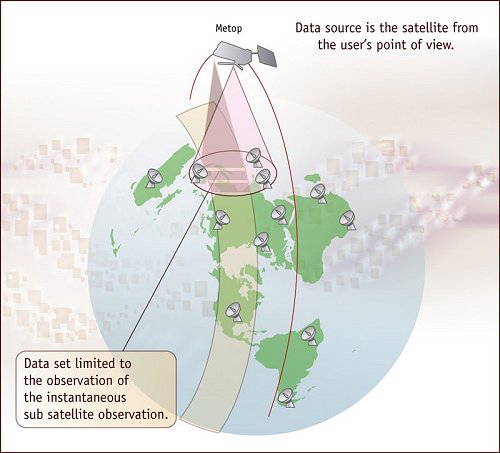 Metop
Data source is the satellite from
the user's point of view.
Data set limited to
the observation of
the instantaneous
sub satellite observation.